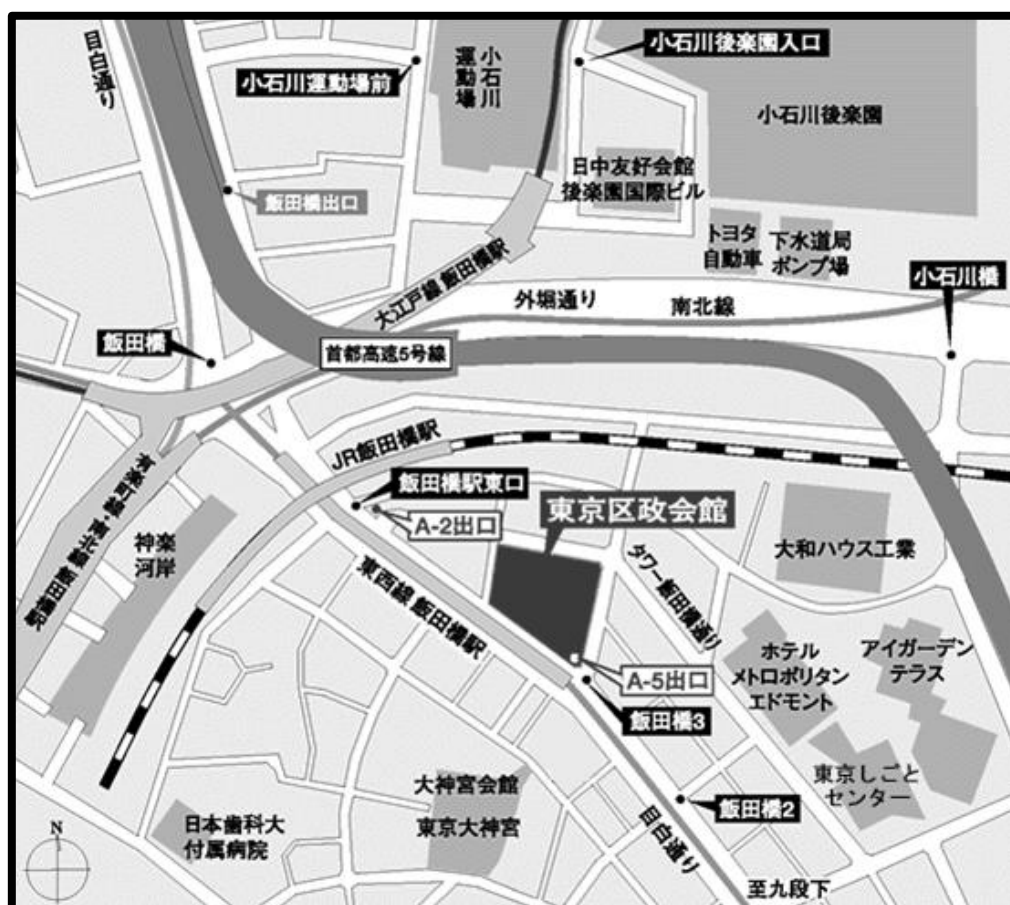 目白通り
小石川運動場前
小石川
運動場
小石川後楽園入口
小石川後楽園
日中友好会館
後楽園国際ビル
飯田橋出口
トヨタ
自動車
下水道局
ポンプ場
大江戸線 飯田橋駅
外堀通り
南北線
小石川橋
飯田橋
首都高速5号線
JR飯田橋駅
飯田橋駅東口
A-2出口
東京区政会館
有楽町線・南北線 飯田橋駅
神楽
河岸
東西線 飯田橋駅
タワー飯田橋通り
大和ハウス工業
ホテル
メトロポリタン
エドモント
アイガーデン
テラス
A-5出口
飯田橋3
東京しごと
センター
大神宮会館
東京大神宮
飯田橋2
日本歯科大
付属病院
目白通り
至九段下
N